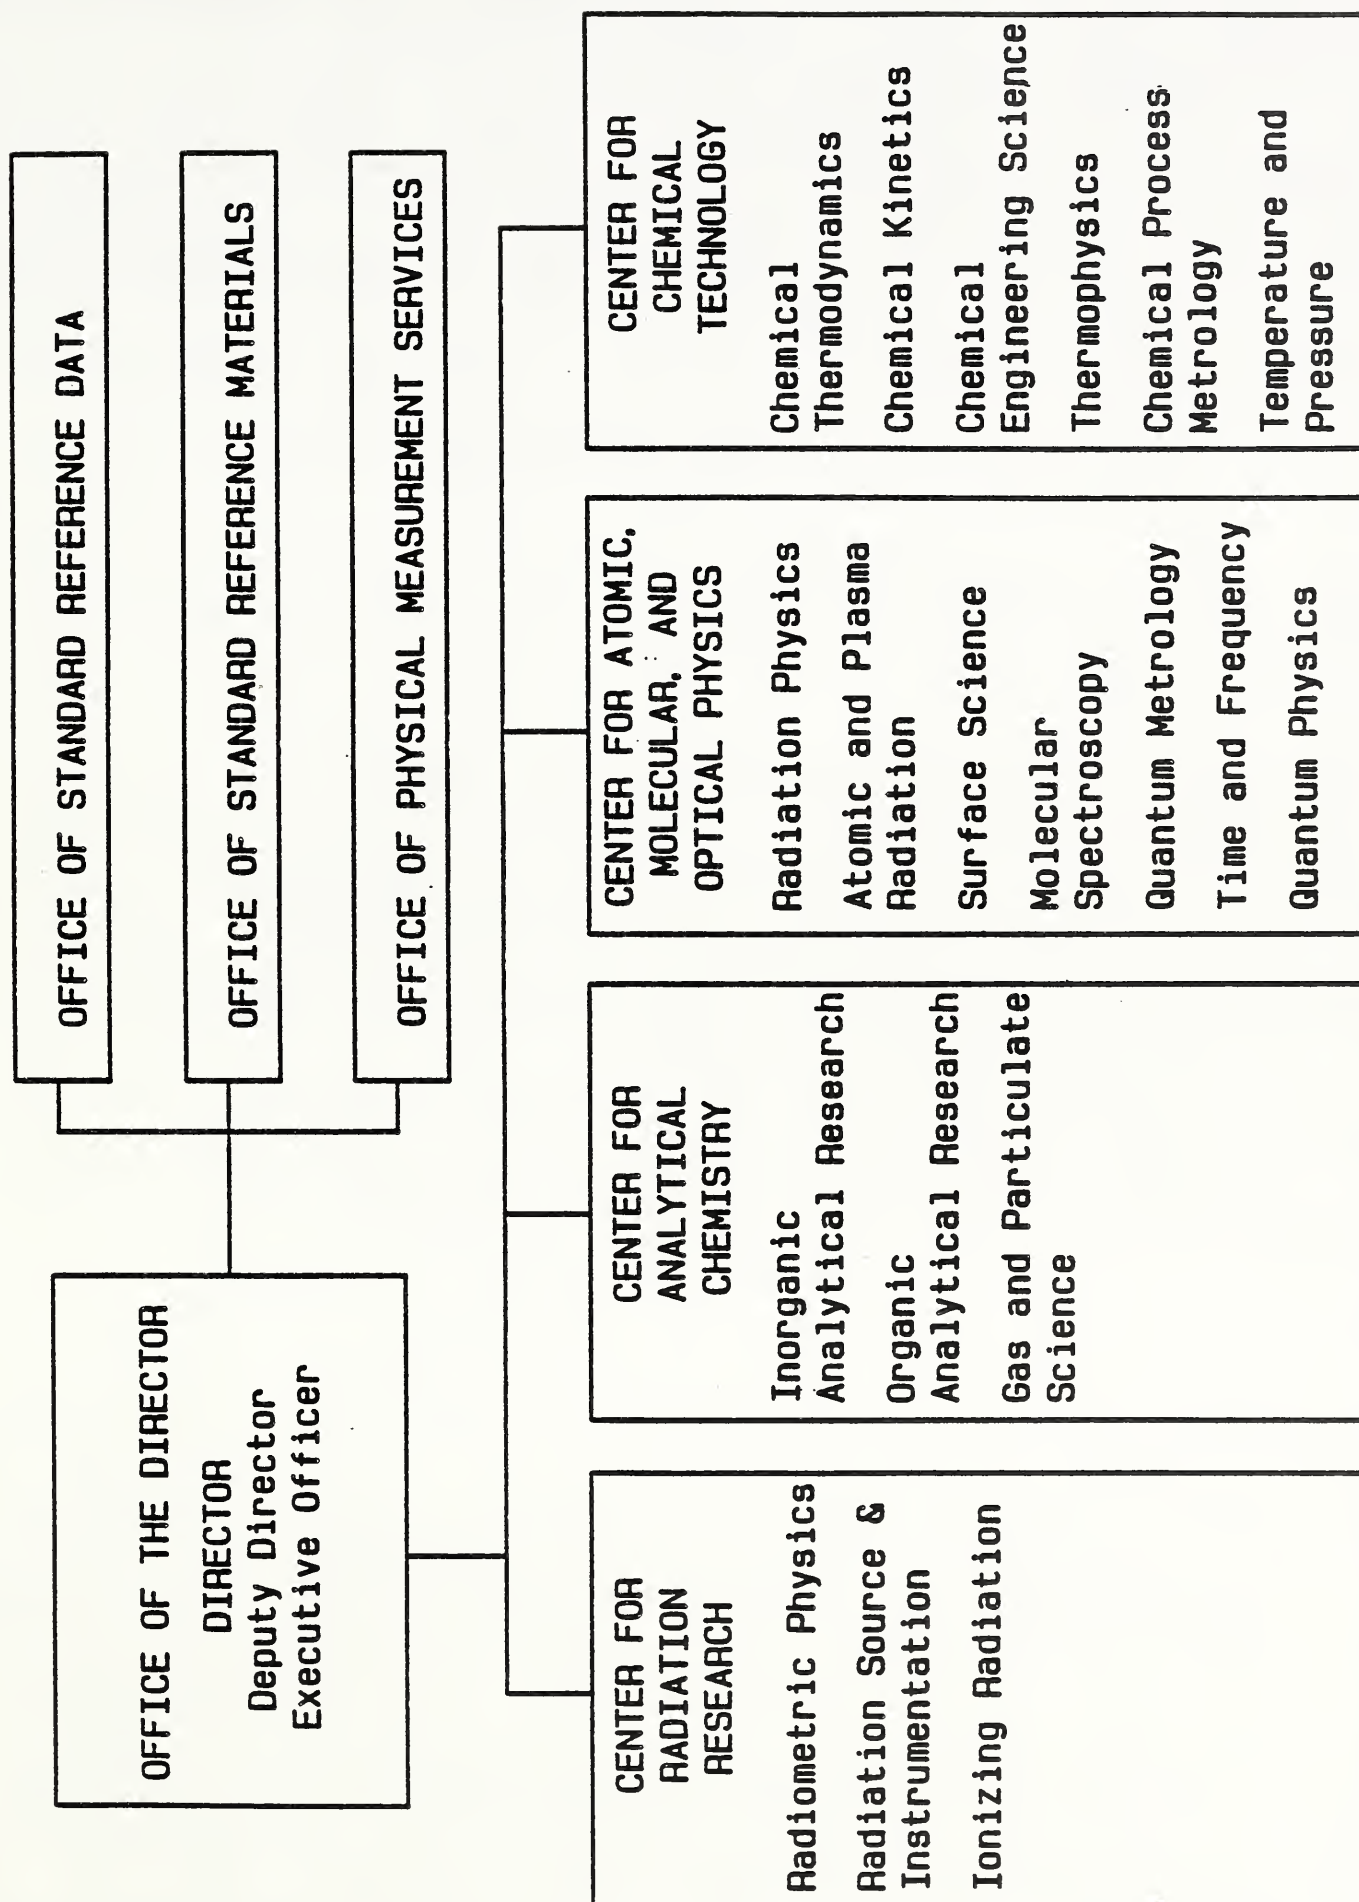 OFFICE OF THE DIRECTOR
DIRECTOR
Deputy Director
Executive Officer
OFFICE OF STANDARD REFERENCE DATA
OFFICE OF STANDARD REFERENCE MATERIALS
OFFICE OF PHYSICAL MEASUREMENT SERVICES
CENTER FOR
RADIATION
RESEARCH
Radiometric Physics
Radiation Source &
Instrumentation
Ionizing Radiation
CENTER FOR
ANALYTICAL
CHEMISTRY
Inorganic
Analytical Research
Organic
Analytical Research
Gas and Particulate
Science
CENTER FOR ATOMIC,
MOLECULAR, AND
OPTICAL PHYSICS
Radiation Physics
Atomic and Plasma
Radiation
Surface Science
Molecular
Spectroscopy
Quantum Metrology
Time and Frequency
Quantum Physics
CENTER FOR
CHEMICAL
TECHNOLOGY
Chemical
Thermodynamics
Chemical Kinetics
Chemical
Engineering Science
Thermophysics
Chemical Process
Metrology
Temperature and
Pressure